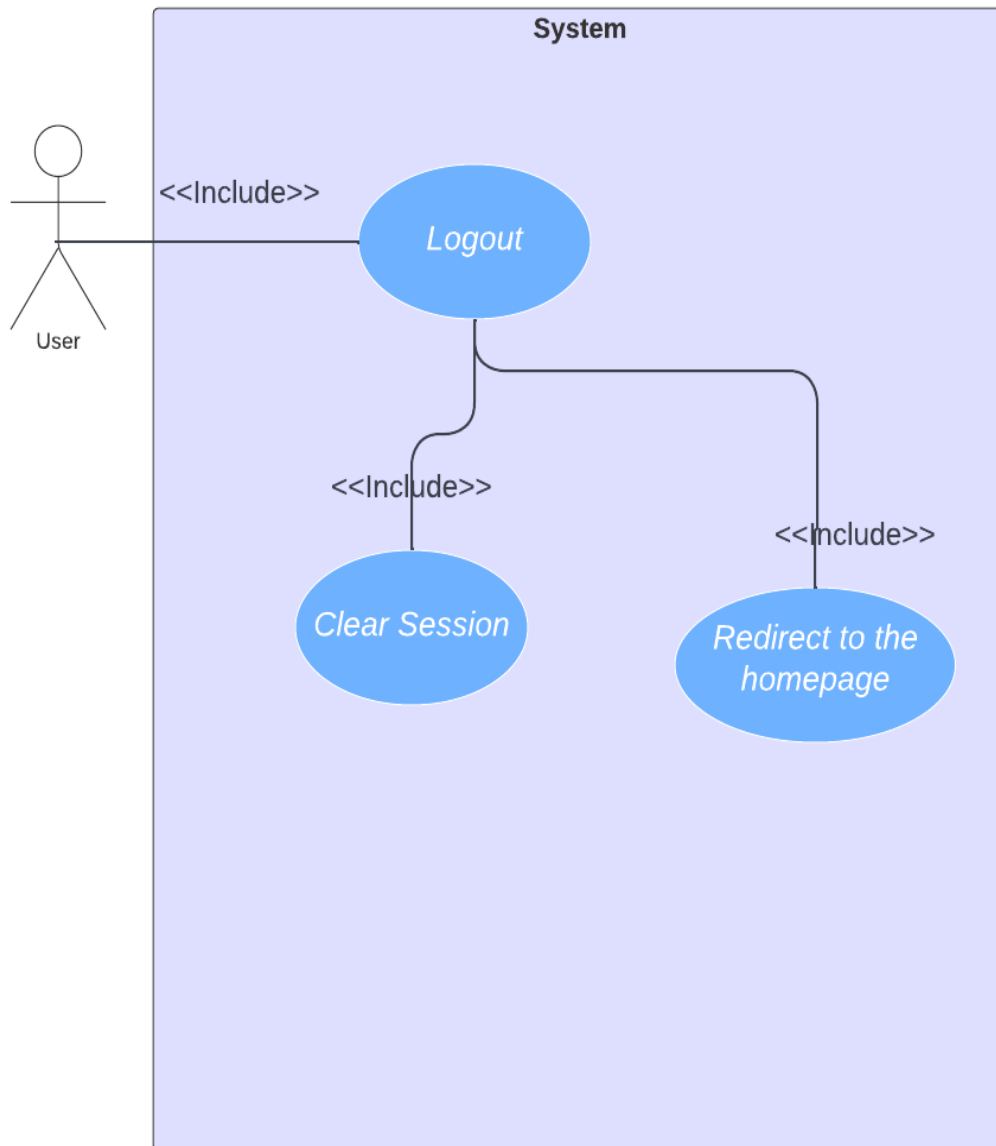 System
<<Include>>
Logout
User
<<Include>>
<<Include>>
Clear Session
Redirect to the
homepage